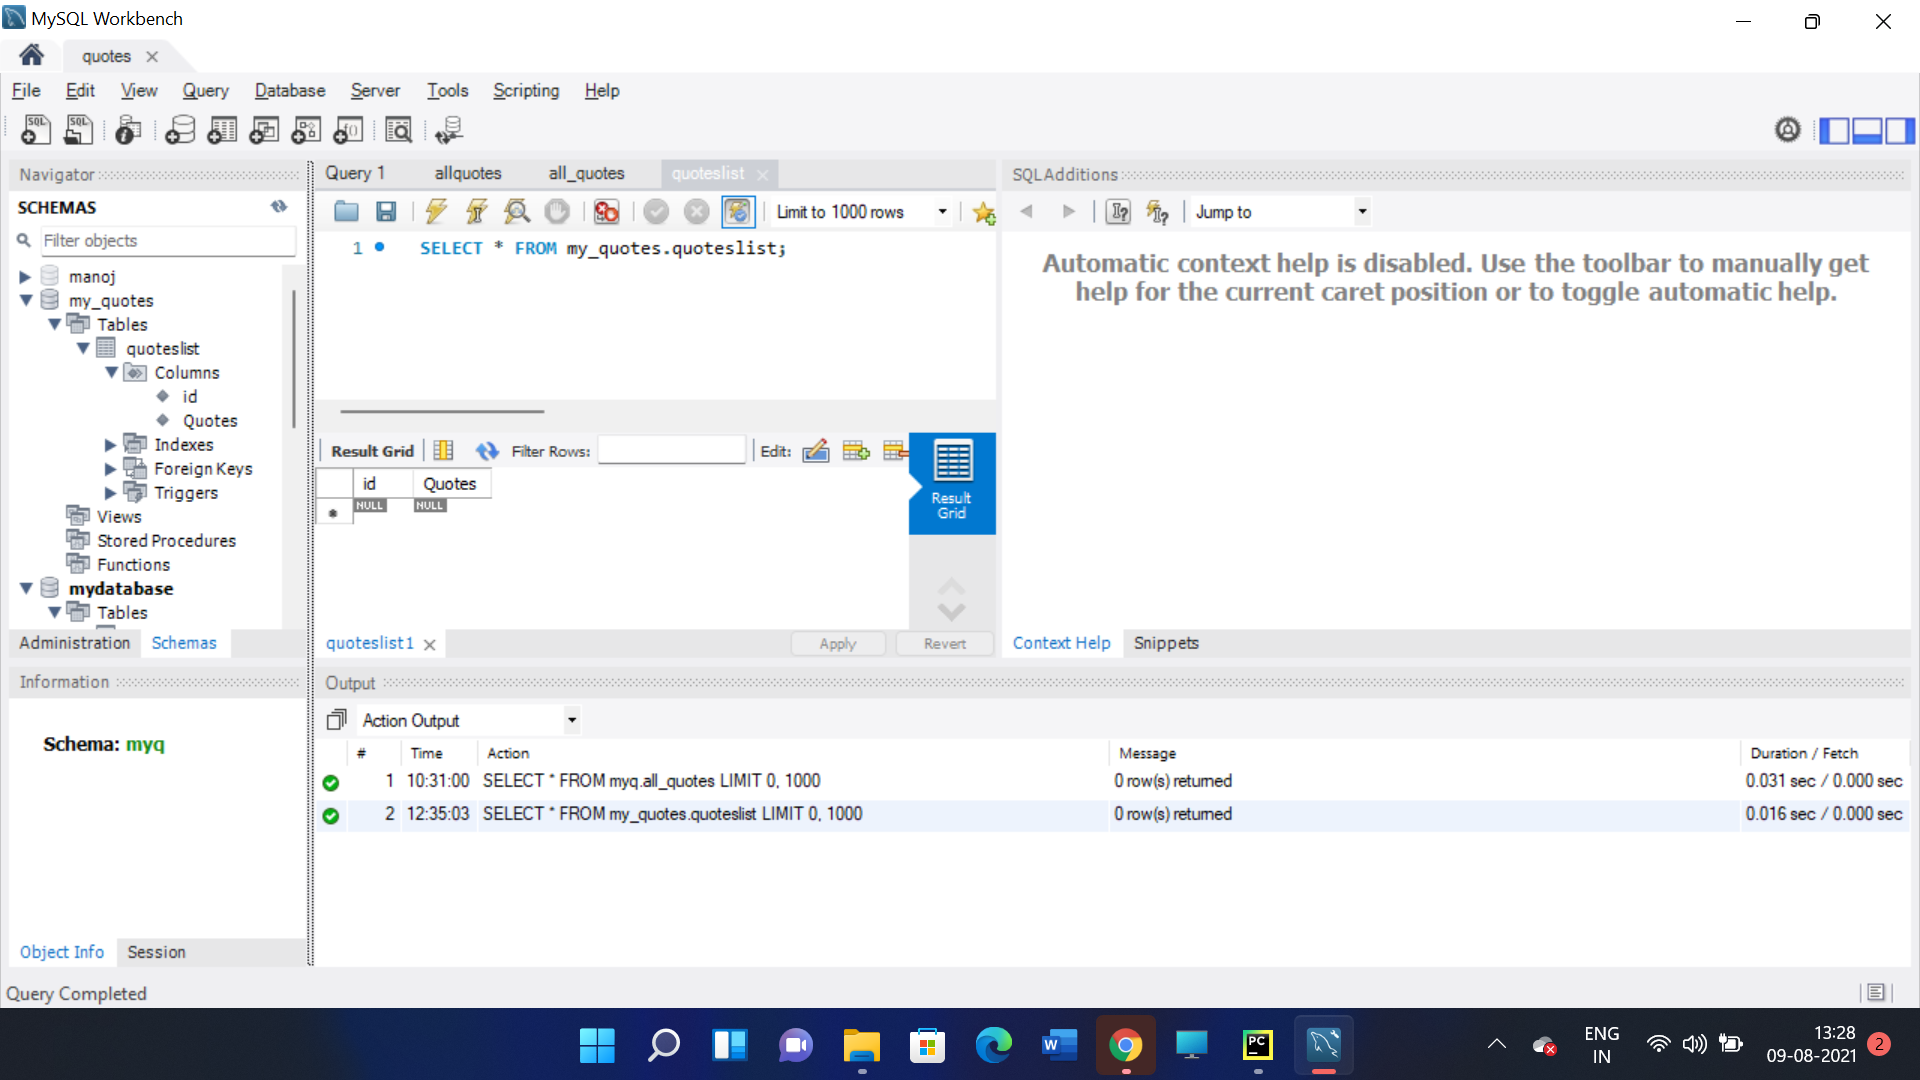 MySQL Workbench
quotes
File Edit View Query Database Server Tools Scripting Help
SQL SQL
Navigator
SCHEMAS
Filter objects
manoj
my_quotes
Tables
quoteslist
Columns
id
Quotes
Indexes
Foreign Keys
Triggers
Views
Stored Procedures
Functions
mydatabase
Tables
Administration Schemas
Information
Schema: myq
Object Info Session
Query 1 allquotes all_quotes quoteslist
Limit to 1000 rows
1 SELECT * FROM my_quotes.quoteslist;
Result Grid Filter Rows: Edit:
id Quotes
NULL NULL
Result
Grid
quoteslist1 Apply Revert
SQLAdditions
Jump to
Automatic context help is disabled. Use the toolbar to manually get
help for the current caret position or to toggle automatic help.
Context Help Snippets
Output
Action Output
# Time Action Message Duration / Fetch
1 10:31:00 SELECT * FROM myq.all_quotes LIMIT 0, 1000 0 row(s) returned 0.031 sec / 0.000 sec
2 12:35:03 SELECT * FROM my_quotes.quoteslist LIMIT 0, 1000 0 row(s) returned 0.016 sec / 0.000 sec
Query Completed
W PC
ENG
IN
13:28
09-08-2021
2